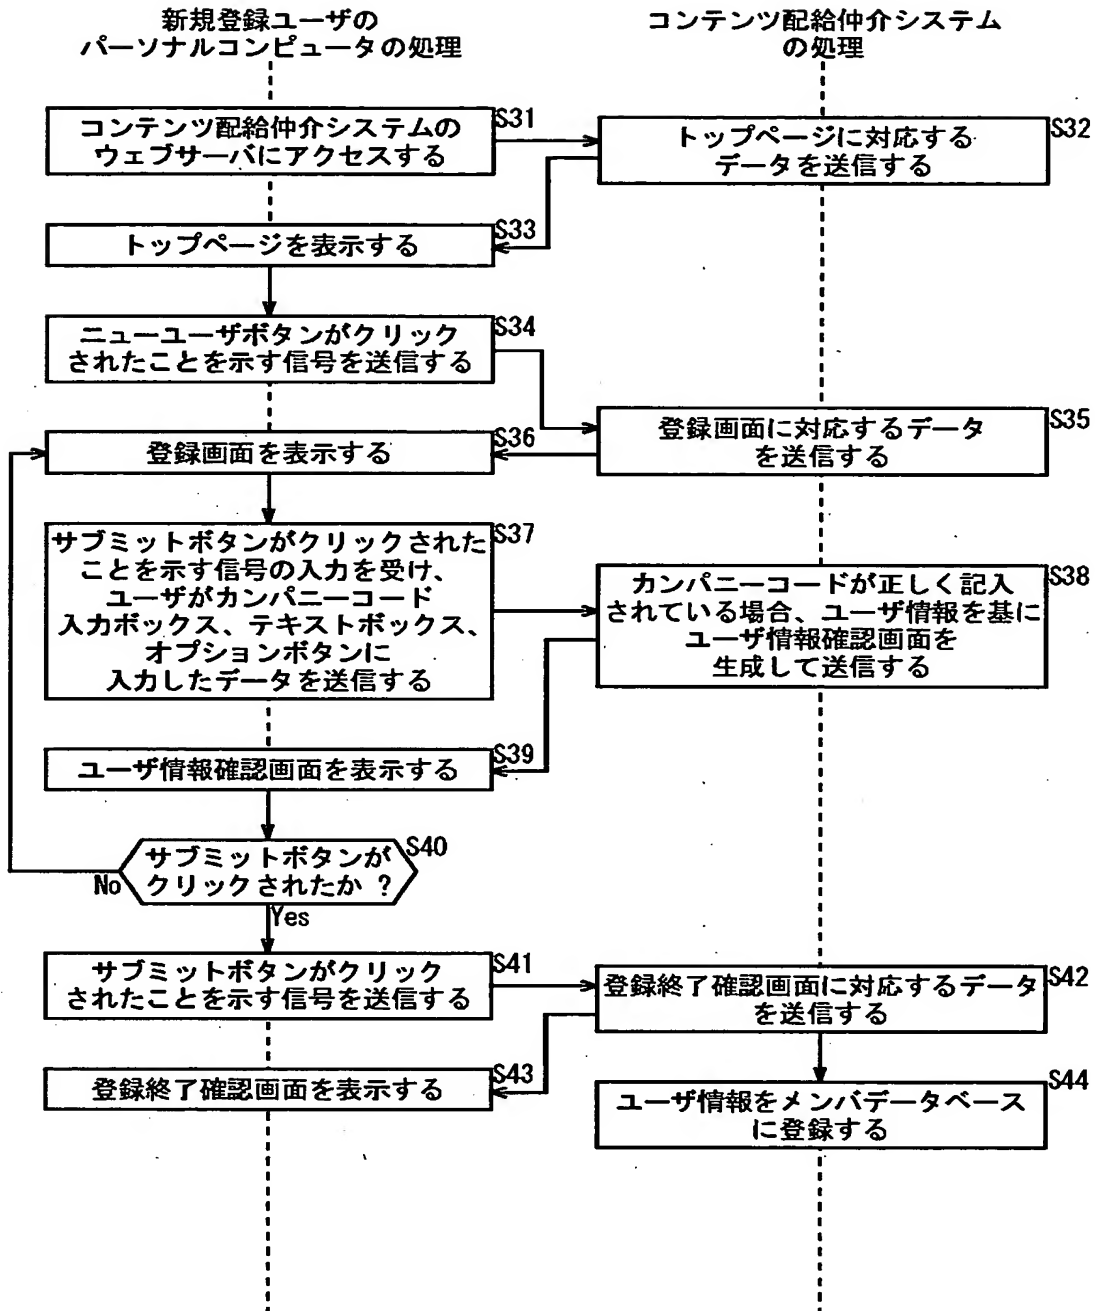 新規登録ユーザの
パーソナルコンピュータの処理
コンテンツ配給仲介システム
の処理
コンテンツ配給仲介システムの
ウェブサーバにアクセスする
S31
トップページに対応する
データを送信する
S32
トップページを表示する
S33
ニューユーザボタンがクリック
されたことを示す信号を送信する
S34
登録画面に対応するデータ
を送信する
S35
登録画面を表示する
S36
サブミットボタンがクリックされた
ことを示す信号の入力を受け、
ユーザがカンパニーコード
入力ボックス、テキストボックス、
オプションボタンに
入力したデータを送信する
S37
カンパニーコードが正しく記入
されている場合、ユーザ情報を基に
ユーザ情報確認画面を
生成して送信する
S38
ユーザ情報確認画面を表示する
S39
サブミットボタンが
クリックされたか ?
S40
No
Yes
サブミットボタンがクリック
されたことを示す信号を送信する
S41
登録終了確認画面に対応するデータ
を送信する
S42
登録終了確認画面を表示する
S43
ユーザ情報をメンバデータベース
に登録する
S44